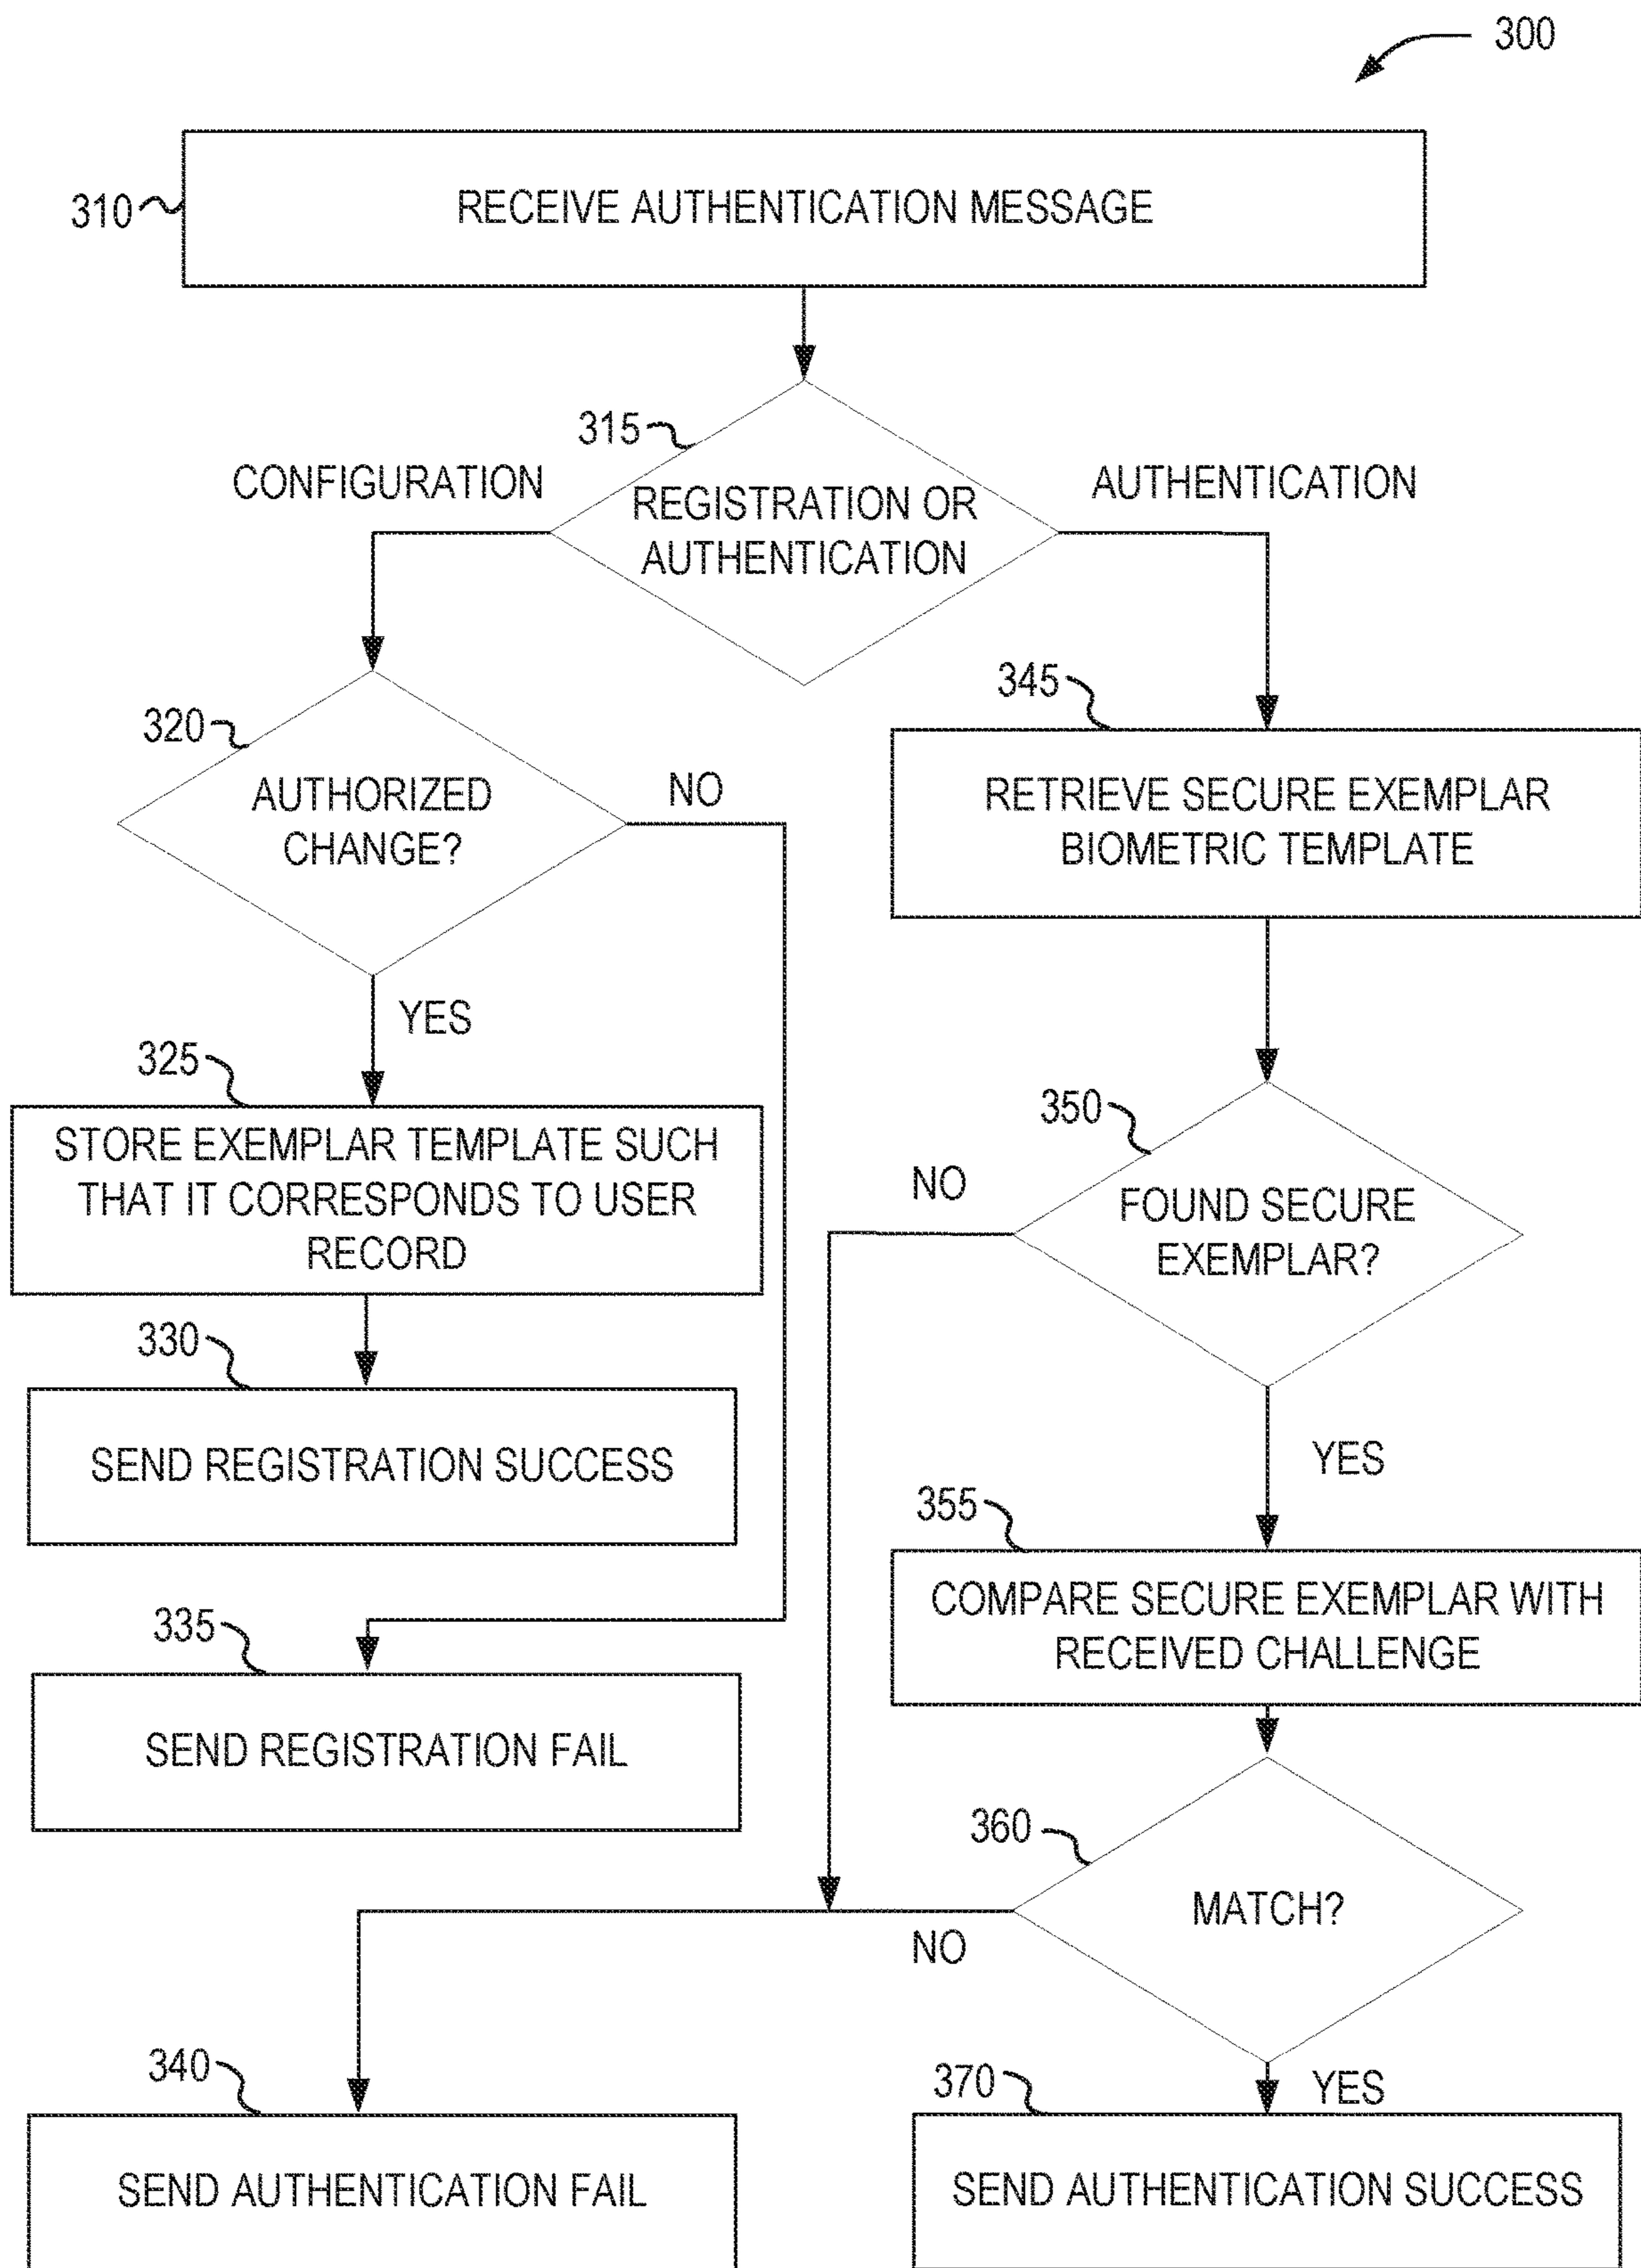 300
310
RECEIVE AUTHENTICATION MESSAGE
315
CONFIGURATION
AUTHENTICATION
REGISTRATION OR
AUTHENTICATION
320
AUTHORIZED
CHANGE?
NO
YES
345
RETRIEVE SECURE EXEMPLAR
BIOMETRIC TEMPLATE
325
STORE EXEMPLAR TEMPLATE SUCH
THAT IT CORRESPONDS TO USER
RECORD
350
NO
FOUND SECURE
EXEMPLAR?
YES
330
SEND REGISTRATION SUCCESS
355
COMPARE SECURE EXEMPLAR WITH
RECEIVED CHALLENGE
335
SEND REGISTRATION FAIL
360
MATCH?
NO
YES
340
SEND AUTHENTICATION FAIL
370
SEND AUTHENTICATION SUCCESS